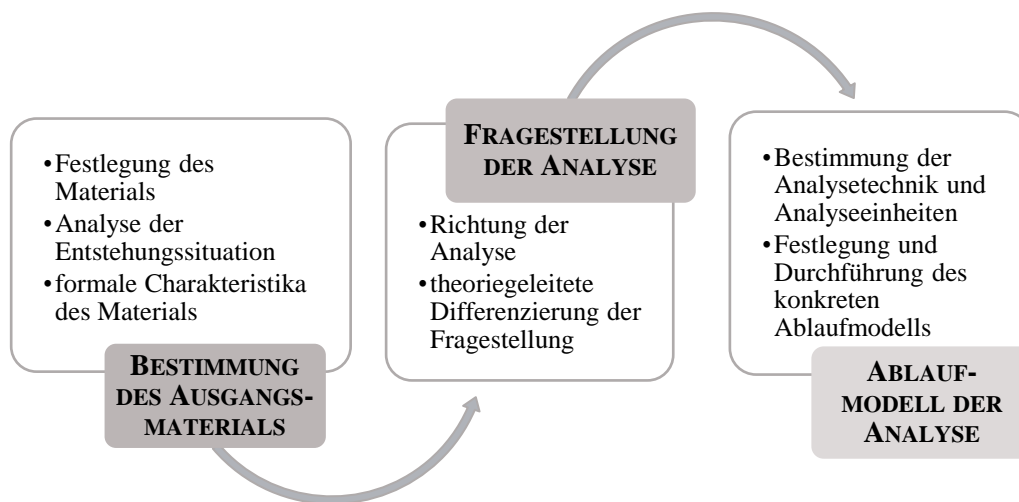 •Festlegung des
Materials
•Analyse der
Entstehungssituation
•formale Charakteristika
des Materials
BESTIMMUNG
DES AUSGANGS-
MATERIALS
FRAGESTELLUNG
DER ANALYSE
•Richtung der
Analyse
•theoriegeleitete
Differenzierung der
Fragestellung
•Bestimmung der
Analysetechnik und
Analyseeinheiten
•Festlegung und
Durchführung des
konkreten
Ablaufmodells
ABLAUF-
MODELL DER
ANALYSE